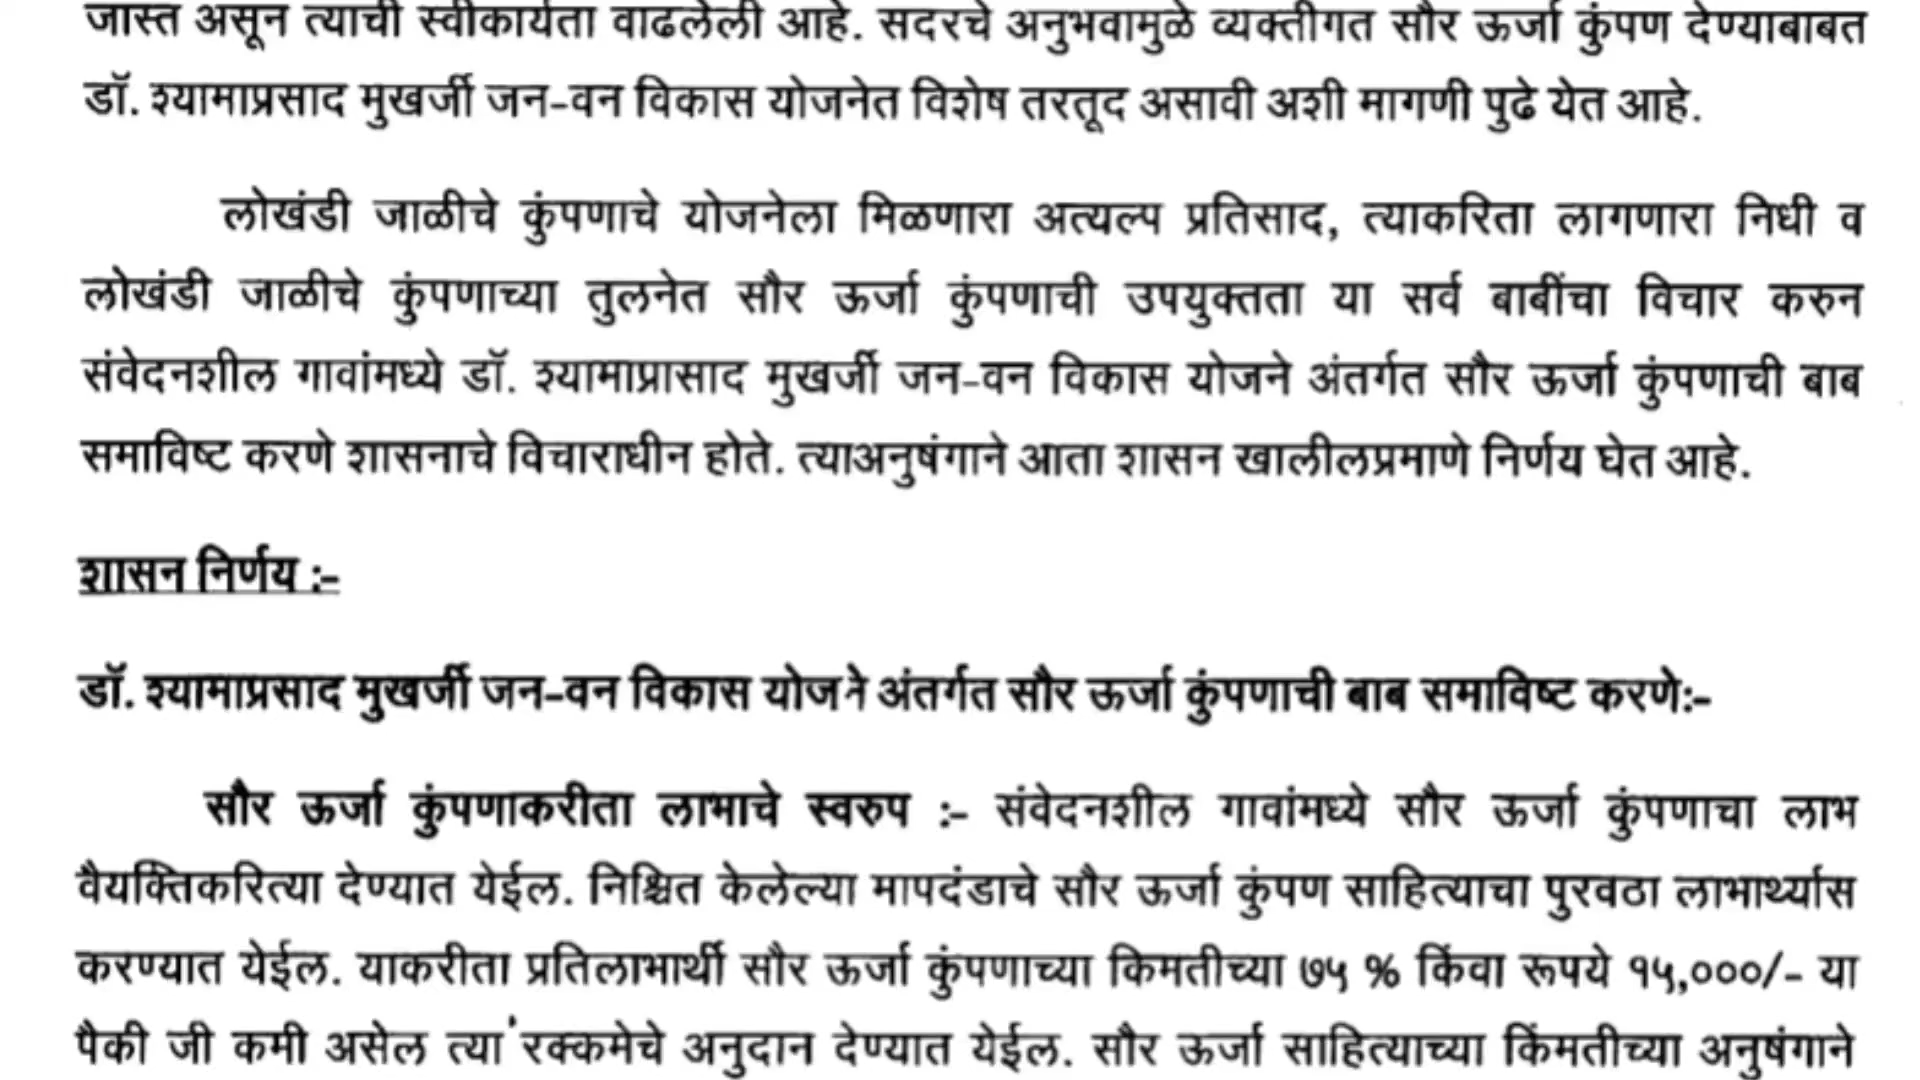 जास्त असून त्याची स्वीकार्यता वाढलेली आहे. सदरचे अनुभवामुळे व्यक्तीगत सौर ऊर्जा कुंपण देण्याबाबत
डॉ. श्यामाप्रसाद मुखर्जी जन-वन विकास योजनेत विशेष तरतूद असावी अशी मागणी पुढे येत आहे.
लोखंडी जाळीचे कुंपणाचे योजनेला मिळणारा अत्यल्प प्रतिसाद, त्याकरिता लागणारा निधी व
लोखंडी जाळीचे कुंपणाच्या तुलनेत सौर ऊर्जा कुंपणाची उपयुक्तता या सर्व बाबींचा विचार करुन
संवेदनशील गावांमध्ये डॉ. श्यामाप्रासाद मुखर्जी जन-वन विकास योजने अंतर्गत सौर ऊर्जा कुंपणाची बाब
समाविष्ट करणे शासनाचे विचाराधीन होते. त्याअनुषंगाने आता शासन खालीलप्रमाणे निर्णय घेत आहे.
शासन निर्णय :-
डॉ. श्यामाप्रसाद मुखर्जी जन-वन विकास योजने अंतर्गत सौर ऊर्जा कुंपणाची बाब समाविष्ट करणे:-
सौर ऊर्जा कुंपणाकरीता लाभाचे स्वरुप :- संवेदनशील गावांमध्ये सौर ऊर्जा कुंपणाचा लाभ
वैयक्तिकरित्या देण्यात येईल. निश्चित केलेल्या मापदंडाचे सौर ऊर्जा कुंपण साहित्याचा पुरवठा लाभार्थ्यास
करण्यात येईल. याकरीता प्रतिलाभार्थी सौर ऊर्जा कुंपणाच्या किमतीच्या ७५ % किंवा रूपये १५,०००/- या
पैकी जी कमी असेल त्या रक्कमेचे अनुदान देण्यात येईल. सौर ऊर्जा साहित्याच्या किंमतीच्या अनुषंगाने